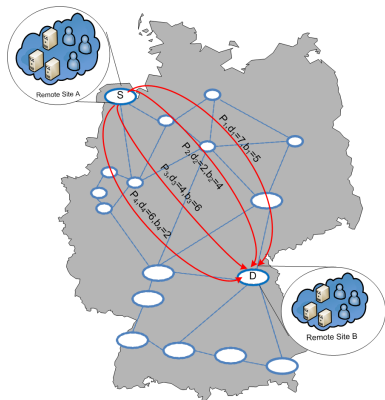 Remote Site A
S
P₁,d₁=7,b₁=5
P₂,d₂=2,b₂=4
P₃,d₃=4,b₃=6
P₄,d₄=6,b₄=2
D
Remote Site B